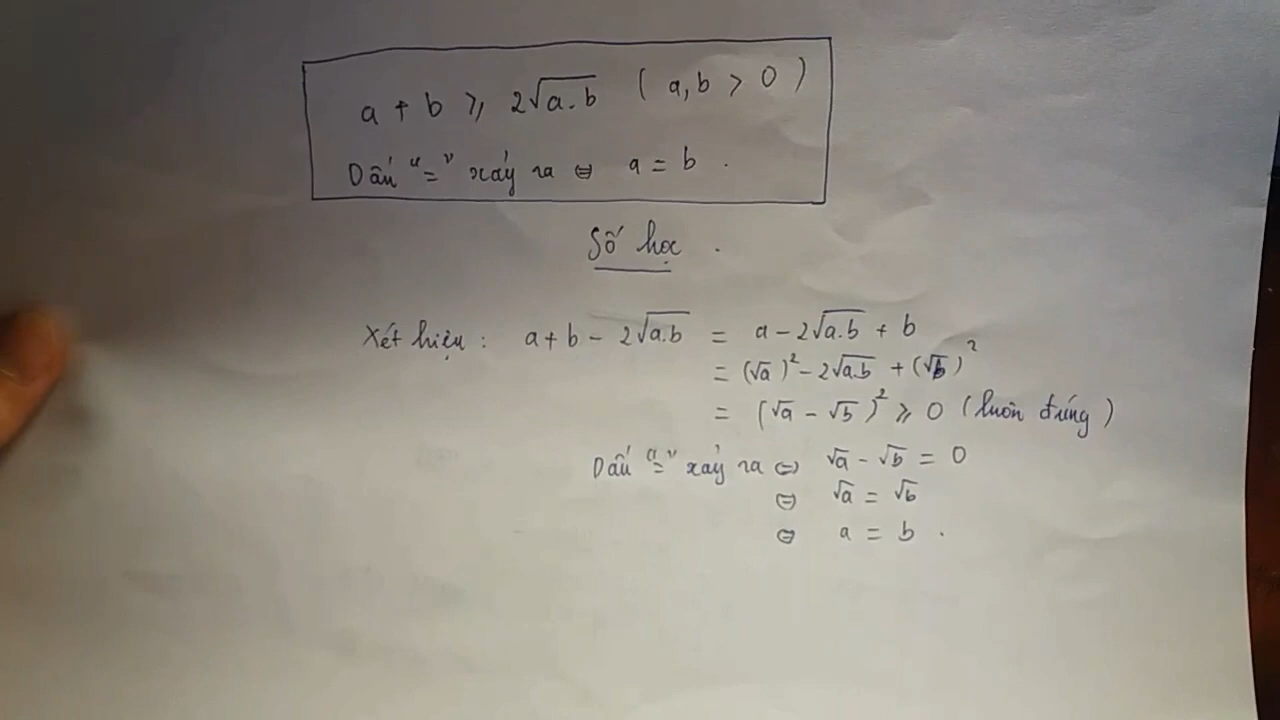 a + b ≥ 2√a.b ( a, b > 0 )
Dấu "=" xảy ra ⇔ a = b .
Số học .
Xét hiệu : a + b - 2√a.b = a - 2√a.b + b
= (√a)² - 2√a.b + (√b)²
= (√a - √b)² ≥ 0 (luôn đúng)
Dấu "=" xảy ra ⇔ √a - √b = 0
⇔ √a = √b
⇔ a = b .